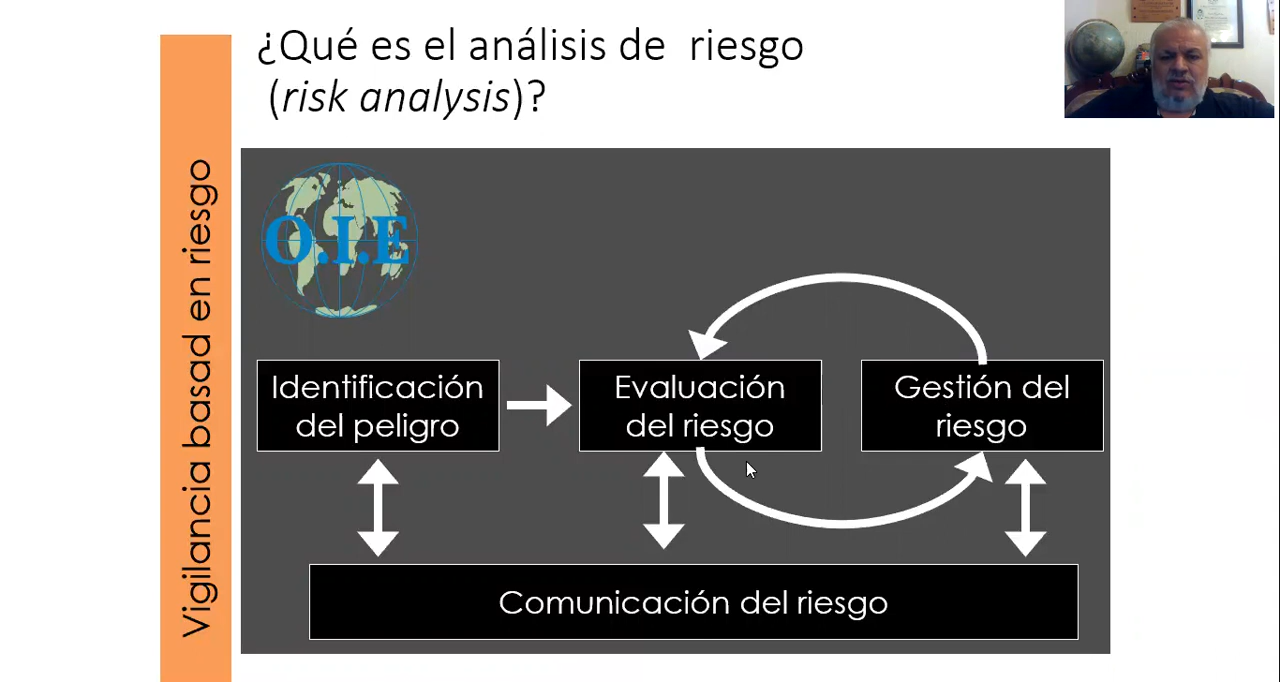 ¿Qué es el análisis de riesgo
(risk analysis)?
Vigilancia basad en riesgo
O.I.E
Identificación
del peligro
Evaluación
del riesgo
Gestión del
riesgo
Comunicación del riesgo